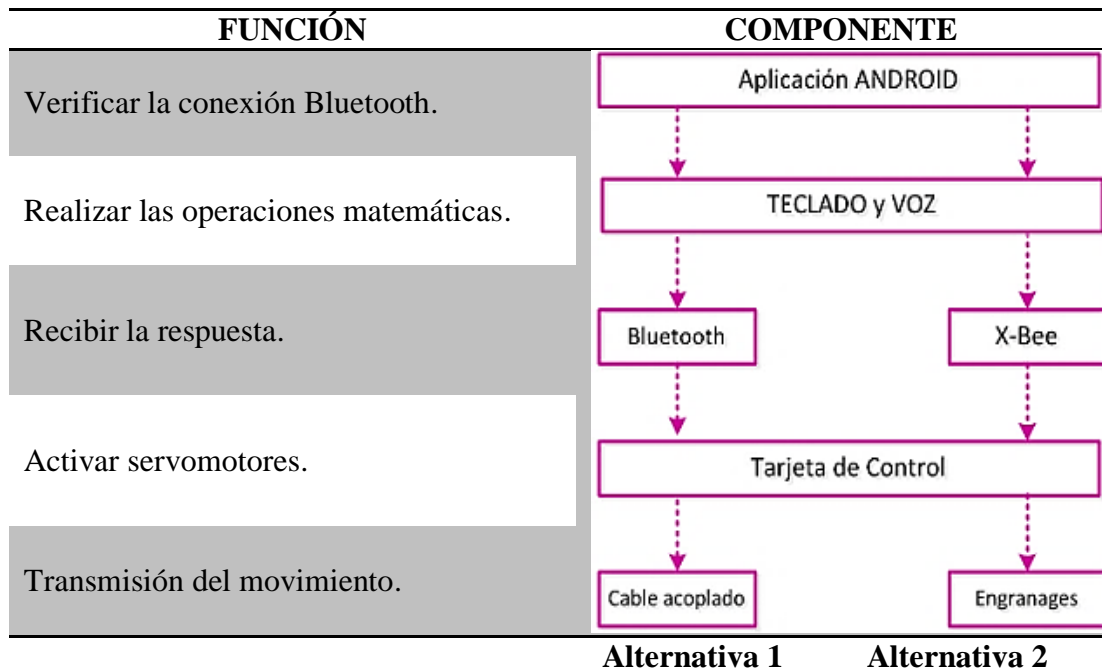 FUNCIÓN COMPONENTE
Verificar la conexión Bluetooth. Aplicación ANDROID
Realizar las operaciones matemáticas. TECLADO y VOZ
Recibir la respuesta. Bluetooth X-Bee
Activar servomotores. Tarjeta de Control
Transmisión del movimiento. Cable acoplado Engranages
Alternativa 1 Alternativa 2